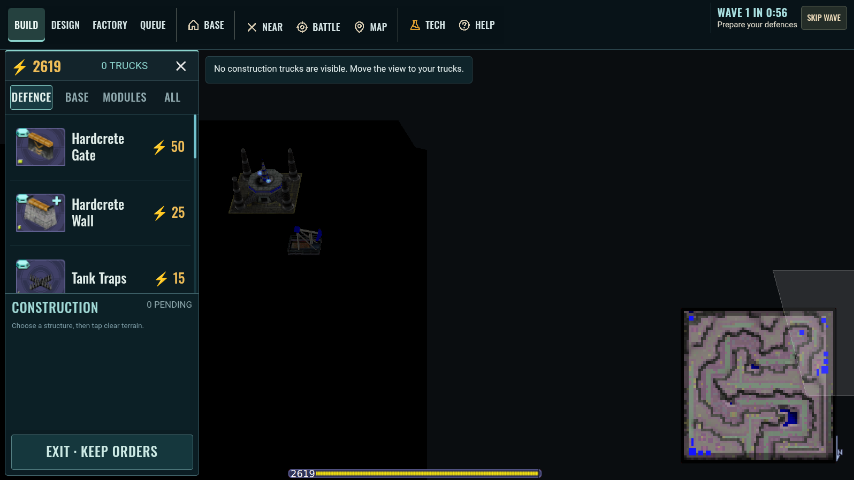 BUILD DESIGN FACTORY QUEUE BASE NEAR BATTLE MAP TECH HELP
WAVE 1 IN 0:56
Prepare your defences
SKIP WAVE
2619 0 TRUCKS
No construction trucks are visible. Move the view to your trucks.
DEFENCE BASE MODULES ALL
Hardcrete
Gate
50
Hardcrete
Wall
25
Tank Traps 15
CONSTRUCTION 0 PENDING
Choose a structure, then tap clear terrain.
EXIT · KEEP ORDERS
2619
N